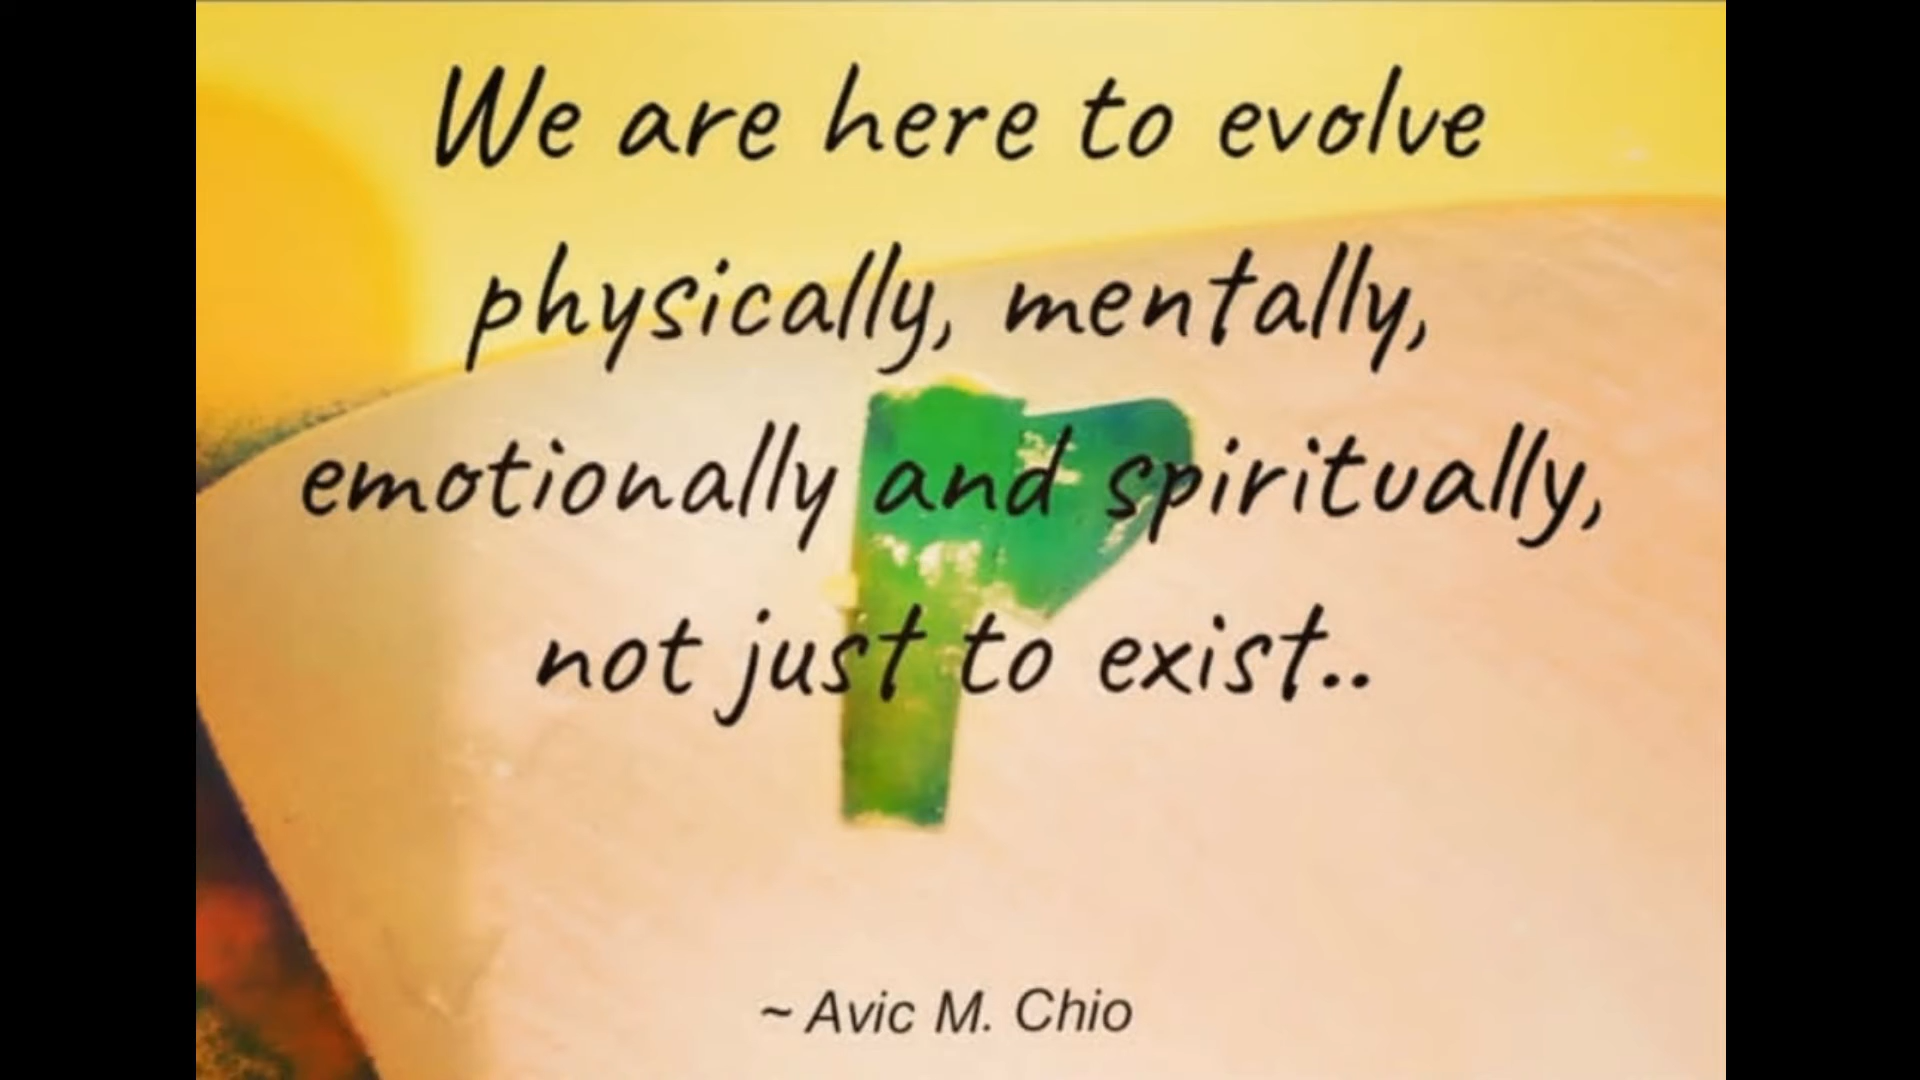 We are here to evolve
physically, mentally,
emotionally and spiritually,
not just to exist..
~ Avic M. Chio